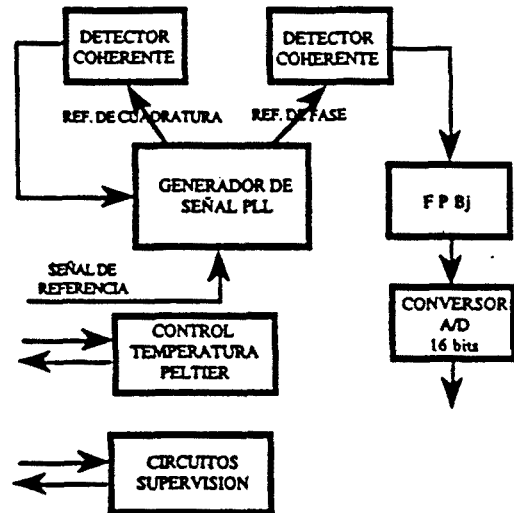 DETECTOR
COHERENTE
DETECTOR
COHERENTE
REF. DE CUADRATURA
REF. DE FASE
GENERADOR DE
SEÑAL PLL
F P Bj
SEÑAL DE
REFERENCIA
CONVERSOR
A/D
16 bits
CONTROL
TEMPERATURA
PELTIER
CIRCUITOS
SUPERVISION